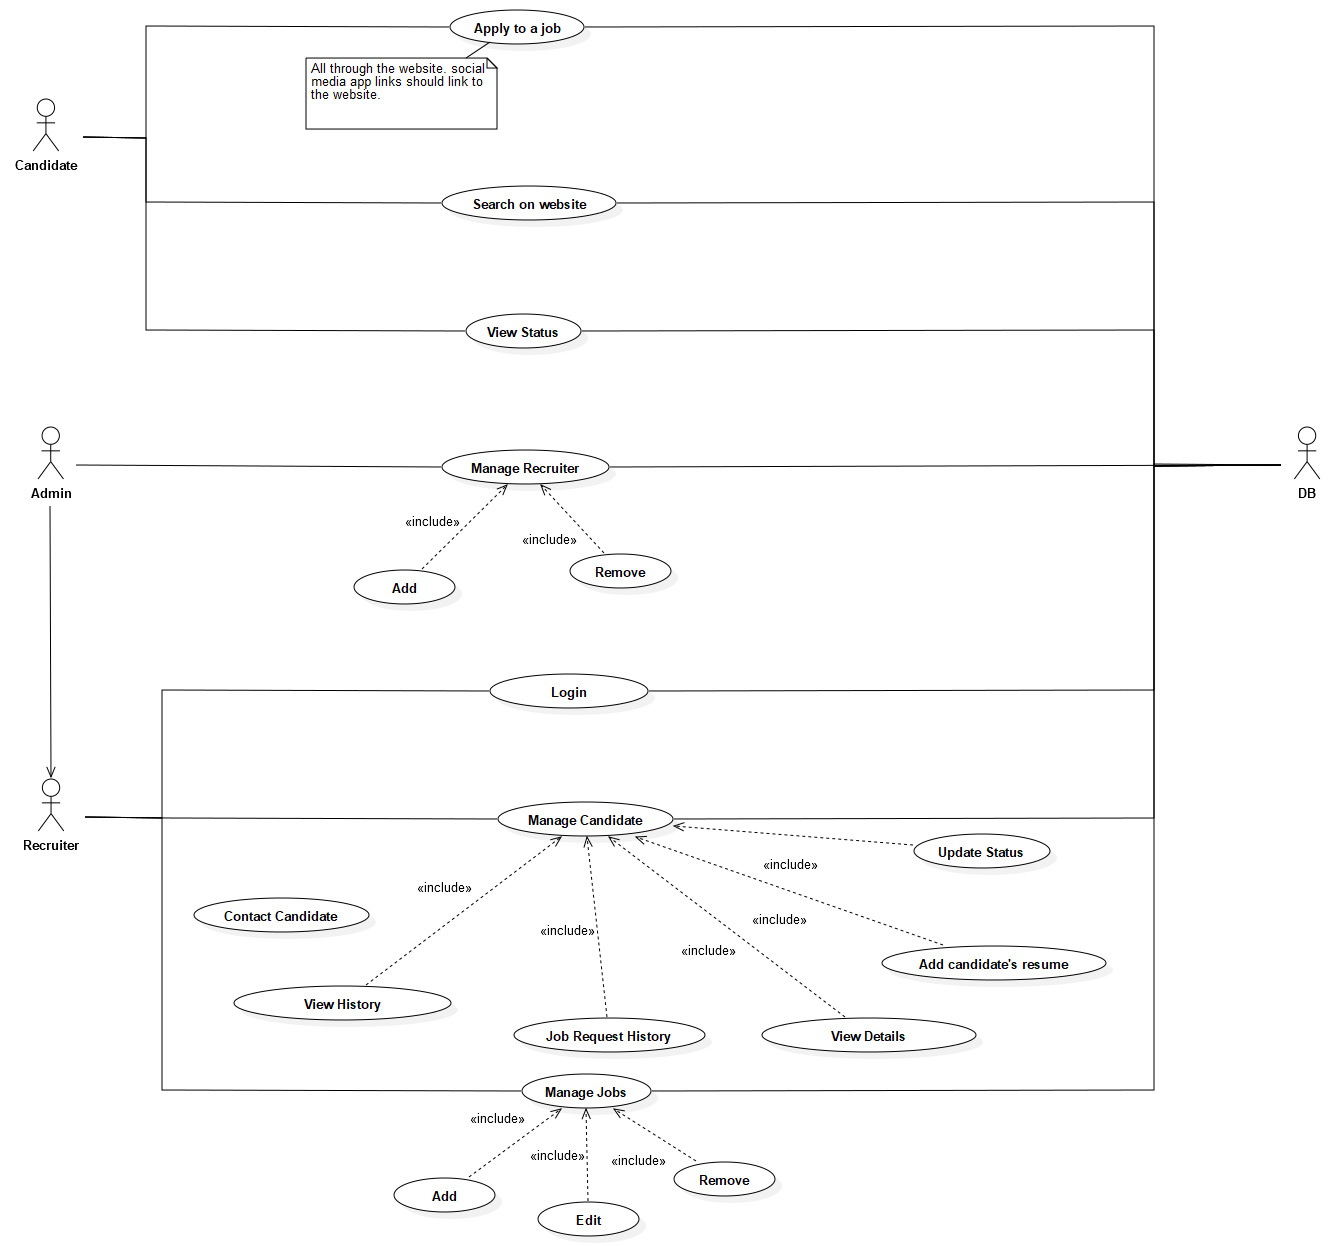 Apply to a job
All through the website. social
media app links should link to
the website.
Candidate
Search on website
View Status
Admin
Manage Recruiter
DB
«include»
«include»
Add
Remove
Login
Recruiter
Manage Candidate
Update Status
«include»
«include»
Contact Candidate
«include»
«include»
«include»
Add candidate's resume
View History
Job Request History
View Details
Manage Jobs
«include»
«include»
«include»
Add
Remove
Edit